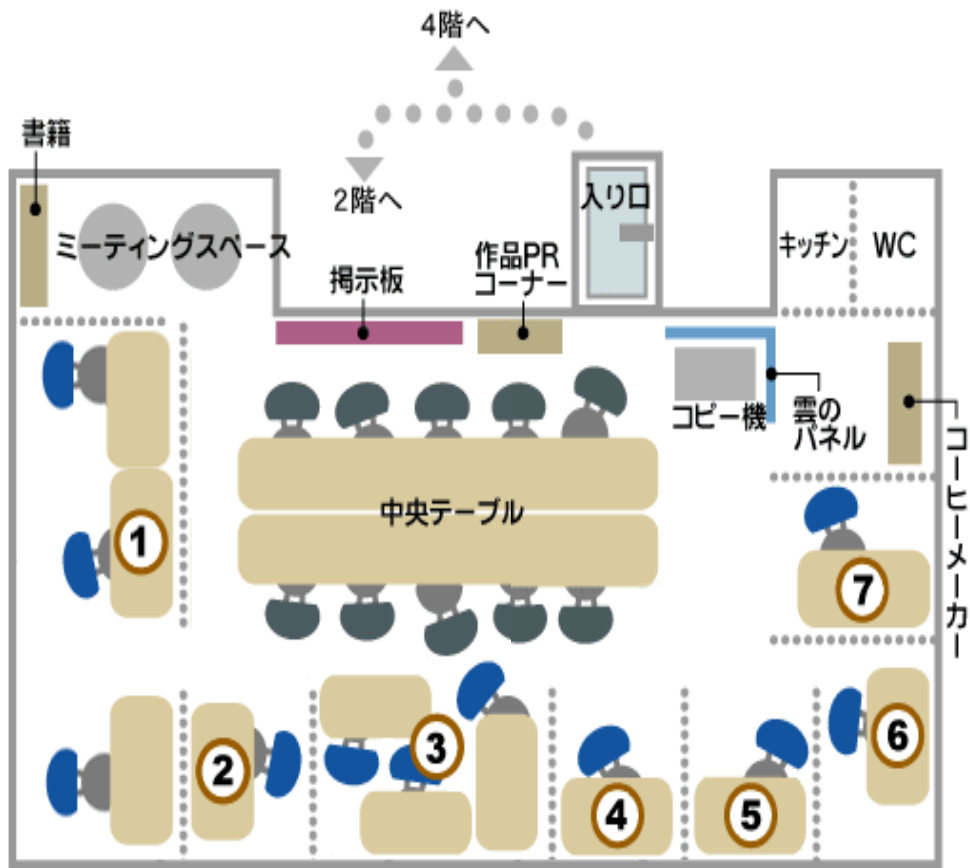 4階へ
書籍
2階へ
入り口
ミーティングスペース
キッチン
WC
作品PR
コーナー
掲示板
コピー機
雲の
パネル
コーヒーメーカー
中央テーブル
1
7
2
3
4
5
6